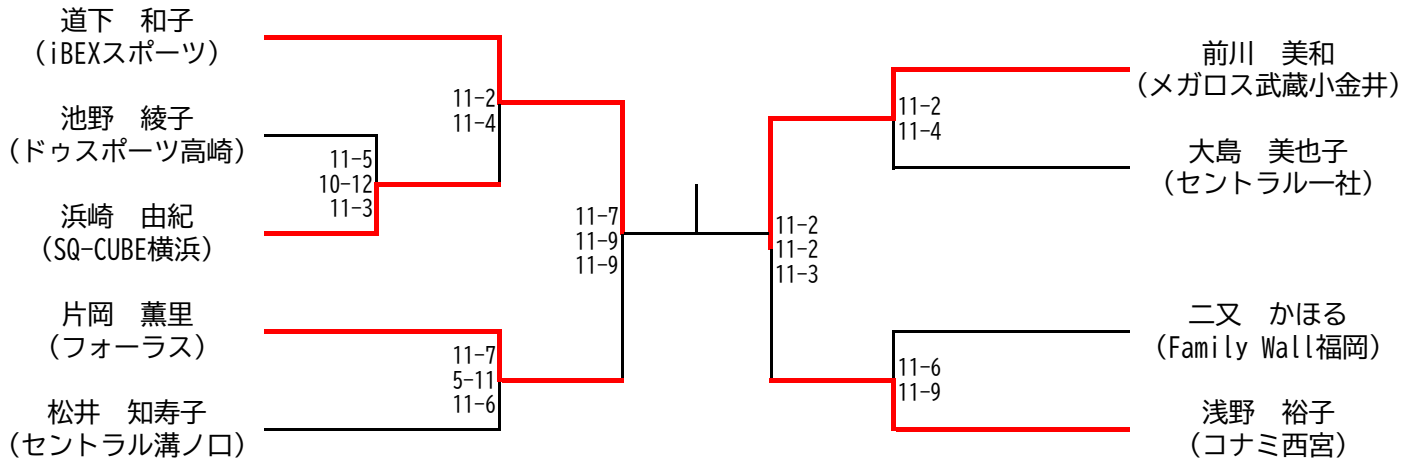 道下　和子
（iBEXスポーツ）
池野　綾子
（ドゥスポーツ高崎）
浜崎　由紀
（SQ-CUBE横浜）
片岡　薫里
（フォーラス）
松井　知寿子
（セントラル溝ノ口）
11-2
11-4
11-5
10-12
11-3
11-7
5-11
11-6
11-7
11-9
11-9
11-2
11-2
11-3
11-2
11-4
11-6
11-9
前川　美和
（メガロス武蔵小金井）
大島　美也子
（セントラル一社）
二又　かほる
（Family Wall福岡）
浅野　裕子
（コナミ西宮）